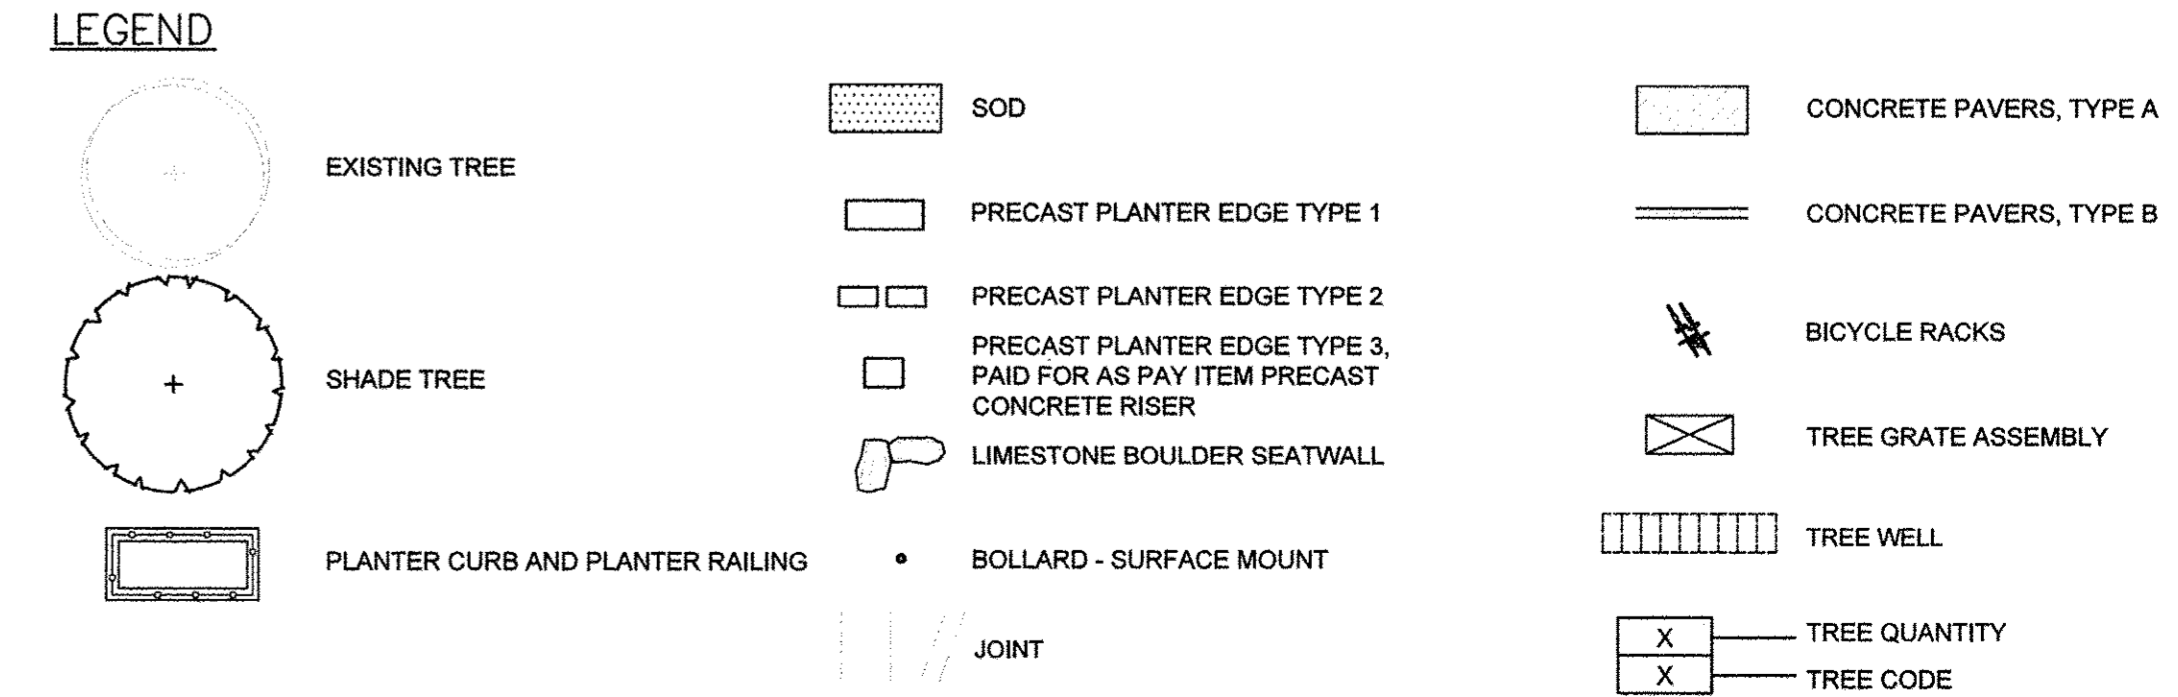 LEGEND
EXISTING TREE
SHADE TREE
PLANTER CURB AND PLANTER RAILING
SOD
PRECAST PLANTER EDGE TYPE 1
PRECAST PLANTER EDGE TYPE 2
PRECAST PLANTER EDGE TYPE 3,
PAID FOR AS PAY ITEM PRECAST
CONCRETE RISER
LIMESTONE BOULDER SEATWALL
BOLLARD - SURFACE MOUNT
JOINT
CONCRETE PAVERS, TYPE A
CONCRETE PAVERS, TYPE B
BICYCLE RACKS
TREE GRATE ASSEMBLY
TREE WELL
X TREE QUANTITY
X TREE CODE